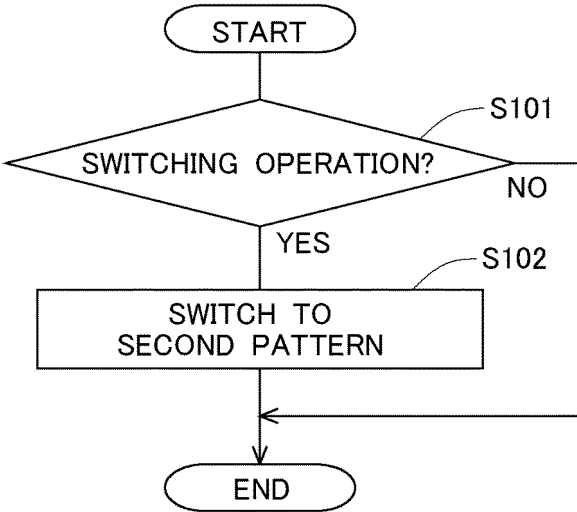 START
S101
SWITCHING OPERATION?
NO
YES
S102
SWITCH TO
SECOND PATTERN
END